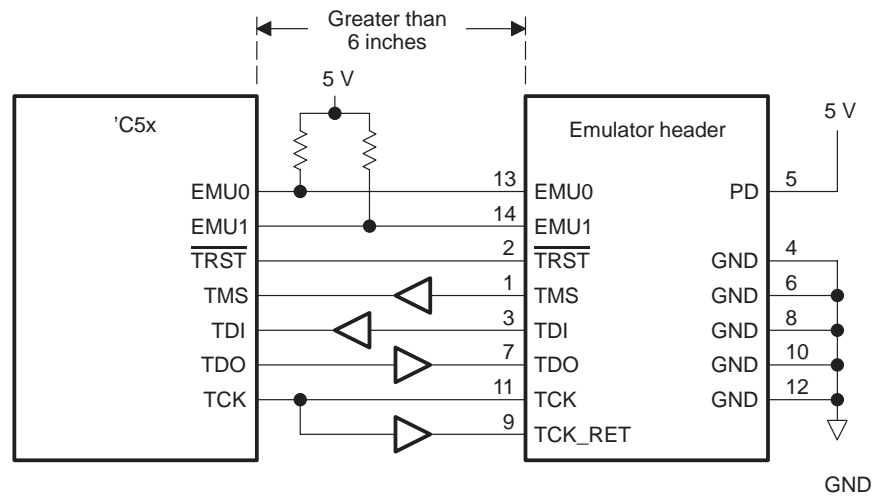 Greater than
6 inches
5 V
5 V
'C5x
Emulator header
EMU0 13 EMU0 PD 5
EMU1 14 EMU1
TRST 2 TRST GND 4
TMS 1 TMS GND 6
TDI 3 TDI GND 8
TDO 7 TDO GND 10
TCK 11 TCK GND 12
9 TCK_RET
GND